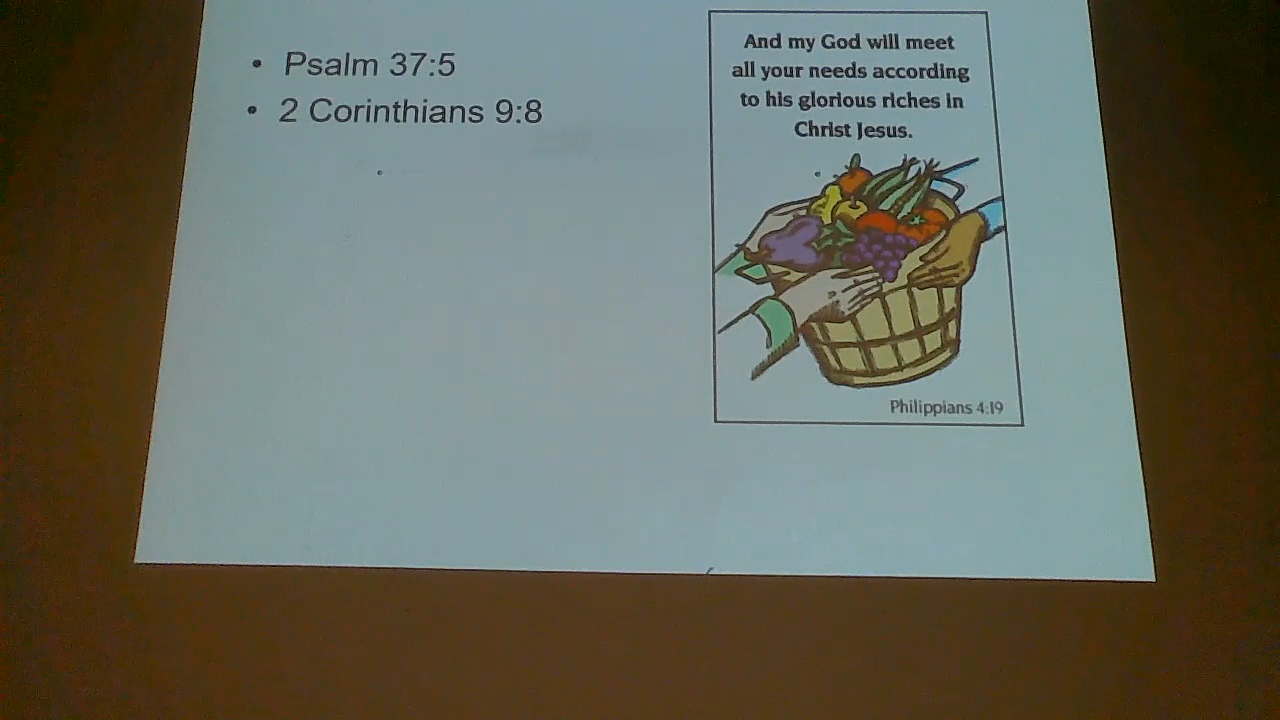 • Psalm 37:5
• 2 Corinthians 9:8
And my God will meet
all your needs according
to his glorious riches in
Christ Jesus.
Philippians 4:19